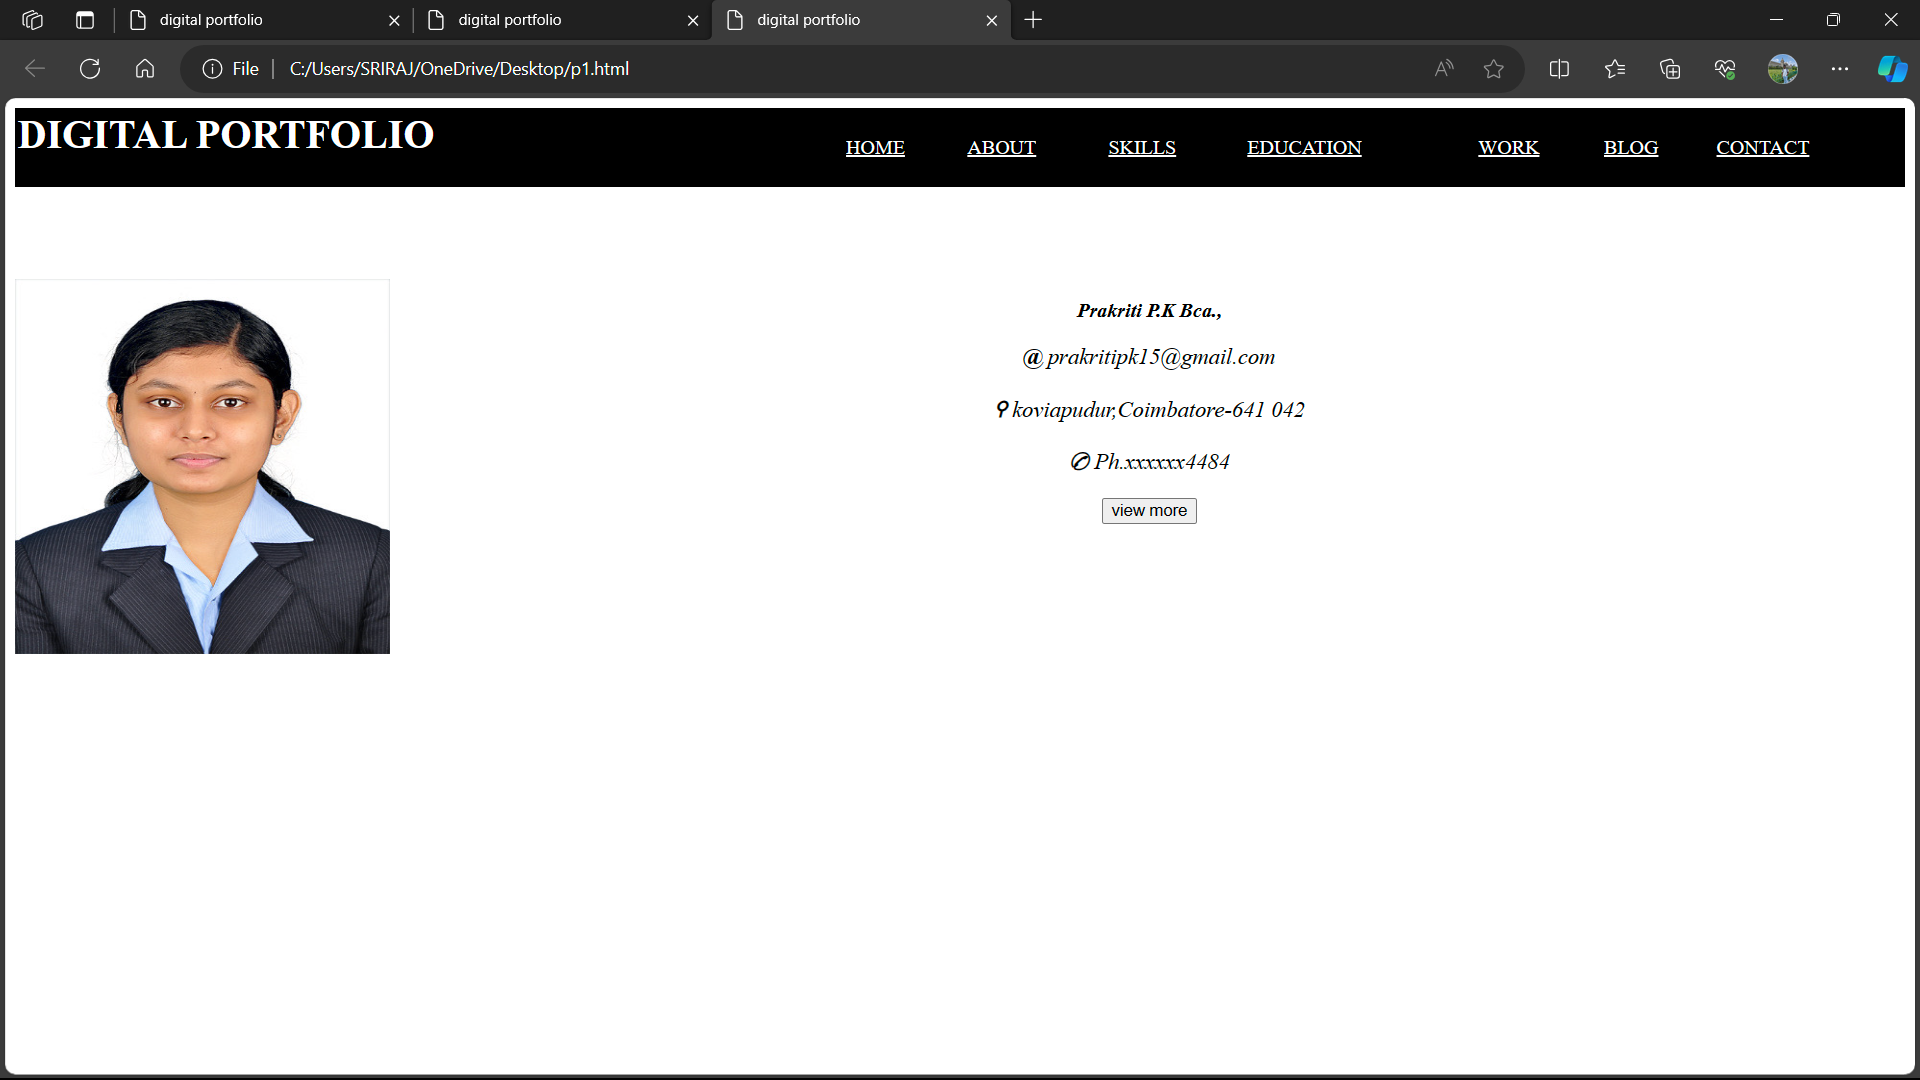 digital portfolio digital portfolio digital portfolio
File C:/Users/SRIRAJ/OneDrive/Desktop/p1.html
DIGITAL PORTFOLIO
HOME ABOUT SKILLS EDUCATION WORK BLOG CONTACT
Prakriti P.K Bca.,
@ prakritipk15@gmail.com
koviapudur,Coimbatore-641 042
✆ Ph.xxxxxx4484
view more